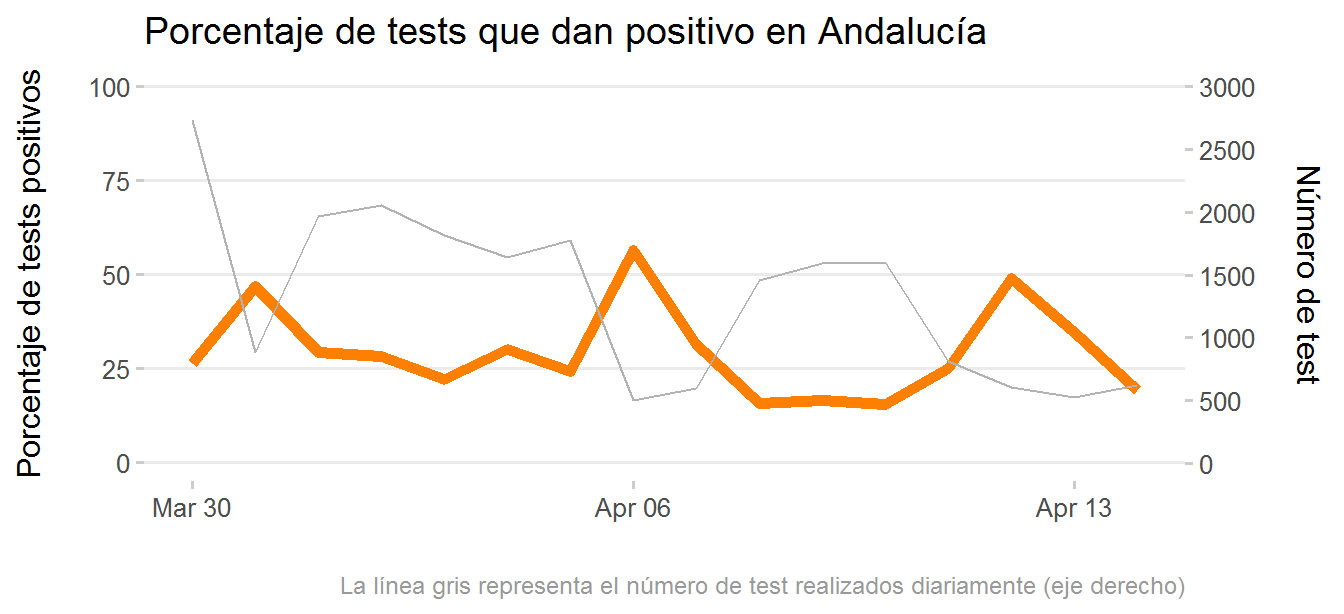 Porcentaje de tests que dan positivo en Andalucía
Porcentaje de tests positivos
100
75
50
25
0
3000
2500
2000
1500
1000
500
0
Número de test
Mar 30
Apr 06
Apr 13
La línea gris representa el número de test realizados diariamente (eje derecho)